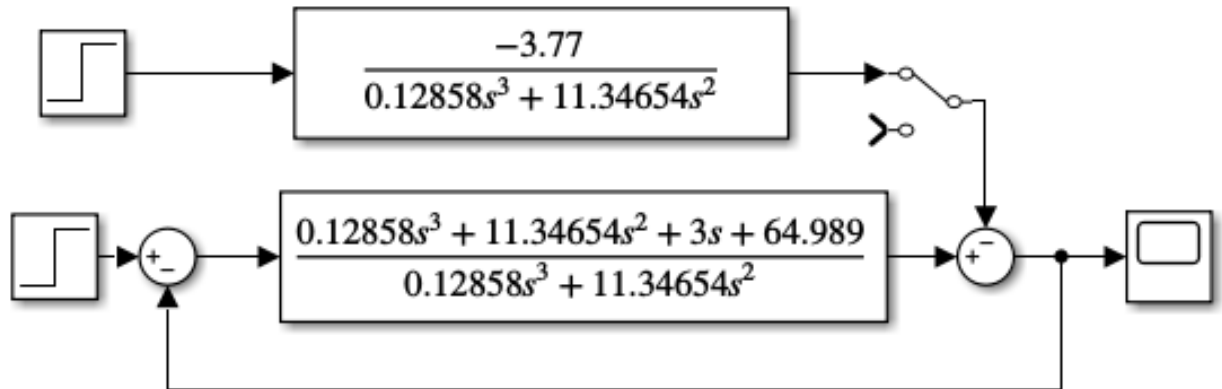 −3.77
0.12858s³ + 11.34654s²
−
0.12858s³ + 11.34654s² + 3s + 64.989
0.12858s³ + 11.34654s²
+
−
+